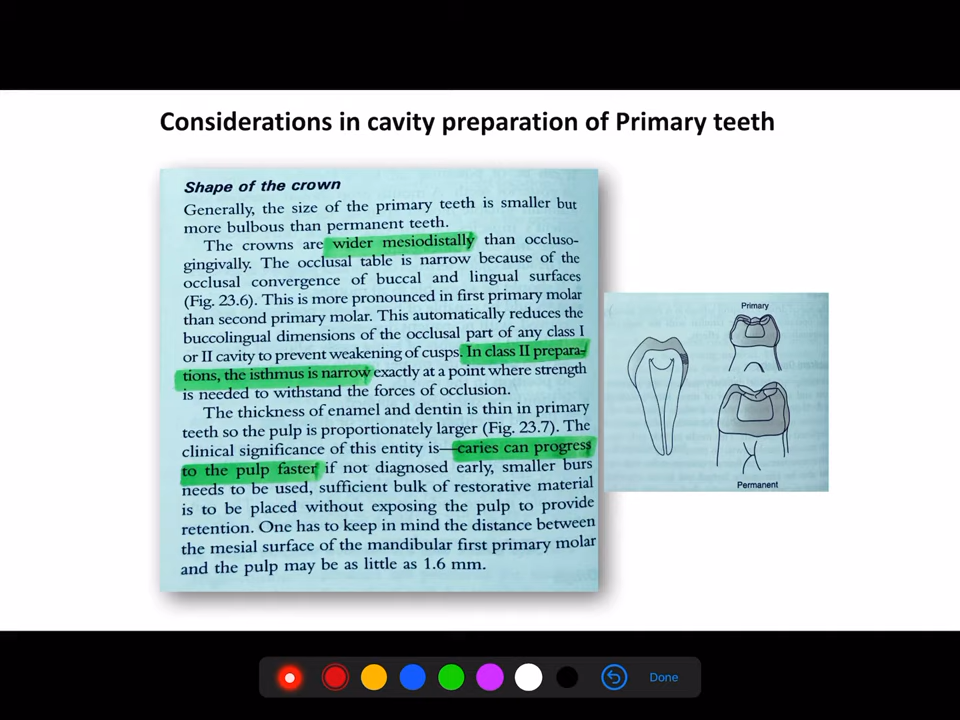 Considerations in cavity preparation of Primary teeth
Shape of the crown
Generally, the size of the primary teeth is smaller but
more bulbous than permanent teeth.
The crowns are wider mesiodistally than occluso-
gingivally. The occlusal table is narrow because of the
occlusal convergence of buccal and lingual surfaces
(Fig. 23.6). This is more pronounced in first primary molar
than second primary molar. This automatically reduces the
buccolingual dimensions of the occlusal part of any class I
or II cavity to prevent weakening of cusps. In class II prepara-
tions, the isthmus is narrow exactly at a point where strength
is needed to withstand the forces of occlusion.
The thickness of enamel and dentin is thin in primary
teeth so the pulp is proportionately larger (Fig. 23.7). The
clinical significance of this entity is—caries can progress
to the pulp faster if not diagnosed early, smaller burs
needs to be used, sufficient bulk of restorative material
is to be placed without exposing the pulp to provide
retention. One has to keep in mind the distance between
the mesial surface of the mandibular first primary molar
and the pulp may be as little as 1.6 mm.
Primary
Permanent
Done